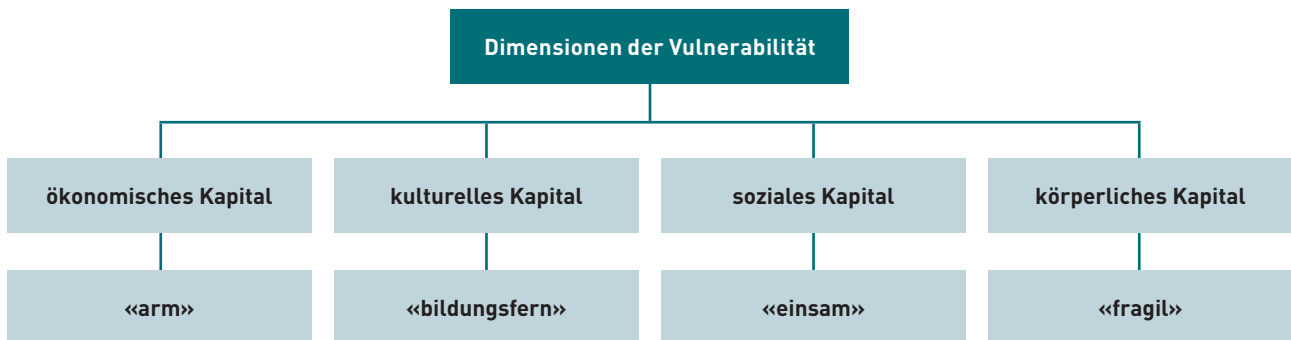 Dimensionen der Vulnerabilität
ökonomisches Kapital
kulturelles Kapital
soziales Kapital
körperliches Kapital
«arm»
«bildungsfern»
«einsam»
«fragil»